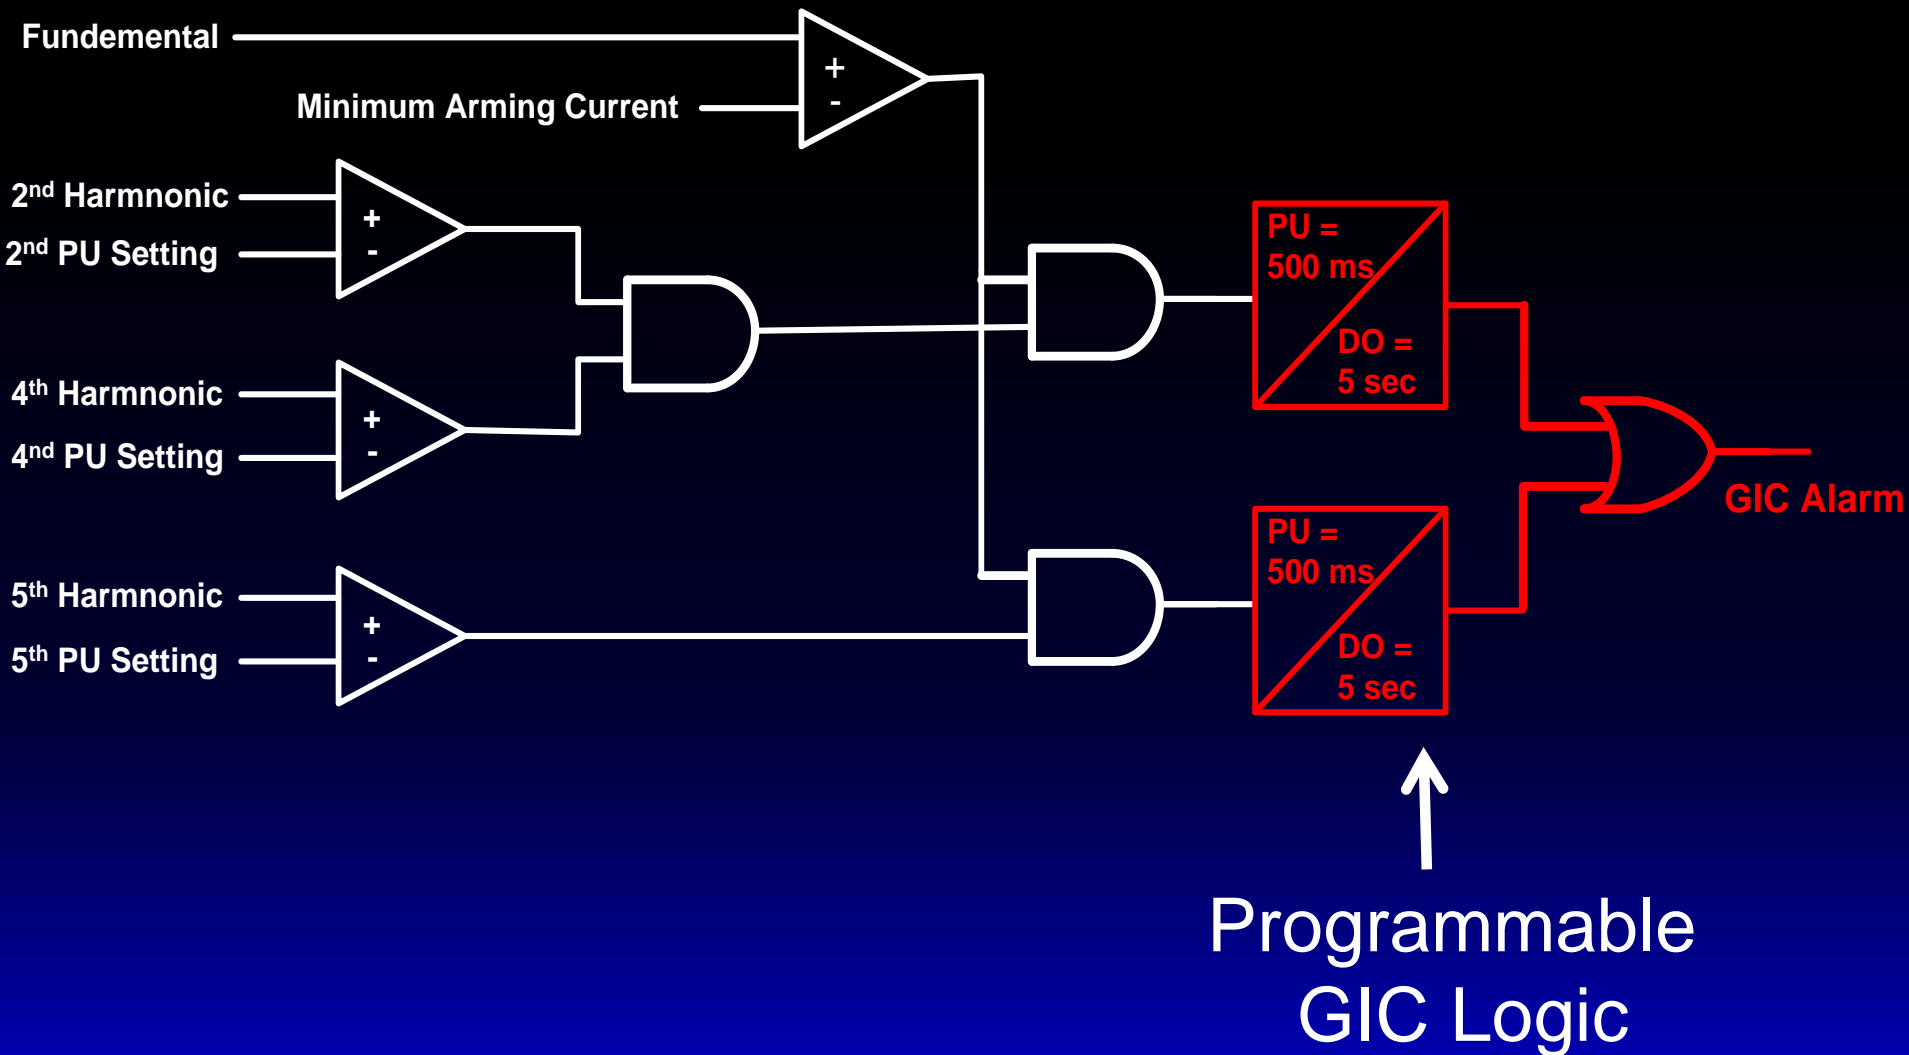 Fundemental
+
Minimum Arming Current
-
2nd Harmnonic
+
2nd PU Setting
-
PU =
500 ms
DO =
5 sec
4th Harmnonic
+
4nd PU Setting
-
GIC Alarm
PU =
500 ms
5th Harmnonic
+
5th PU Setting
-
DO =
5 sec
Programmable
GIC Logic